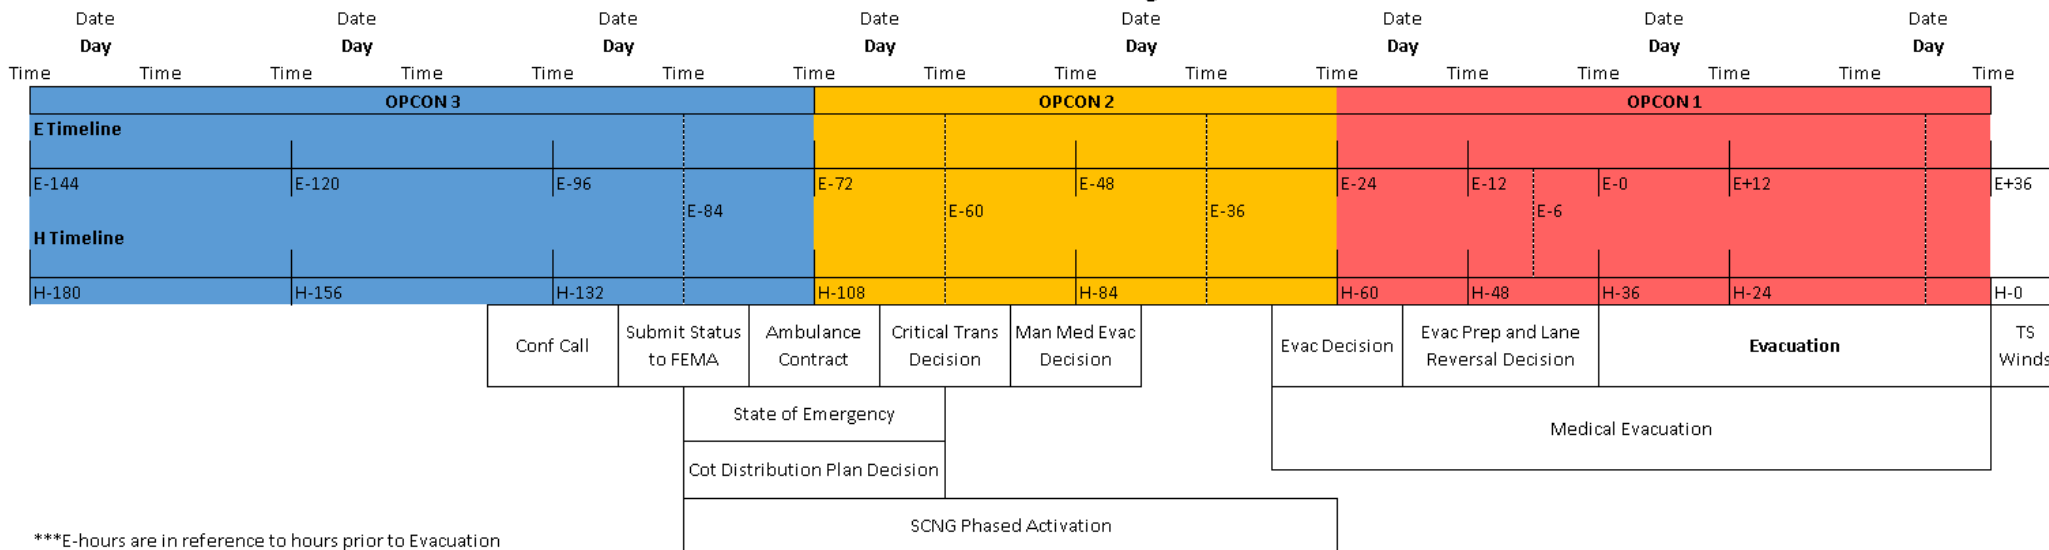 Date Date Date Date Date Date Date Date
Day Day Day Day Day Day Day Day
Time Time Time Time Time Time Time Time Time Time Time Time Time Time Time Time
OPCON 3 OPCON 2 OPCON 1
E Timeline
E-144 E-120 E-96 E-72 E-48 E-24 E-12 E-0 E+12 E+36
E-84 E-60 E-36 E-6
H Timeline
H-180 H-156 H-132 H-108 H-84 H-60 H-48 H-36 H-24 H-0
Conf Call
Submit Status
to FEMA
Ambulance
Contract
Critical Trans
Decision
Man Med Evac
Decision
Evac Decision
Evac Prep and Lane
Reversal Decision
Evacuation
TS
Winds
State of Emergency
Medical Evacuation
Cot Distribution Plan Decision
SCNG Phased Activation
***E-hours are in reference to hours prior to Evacuation